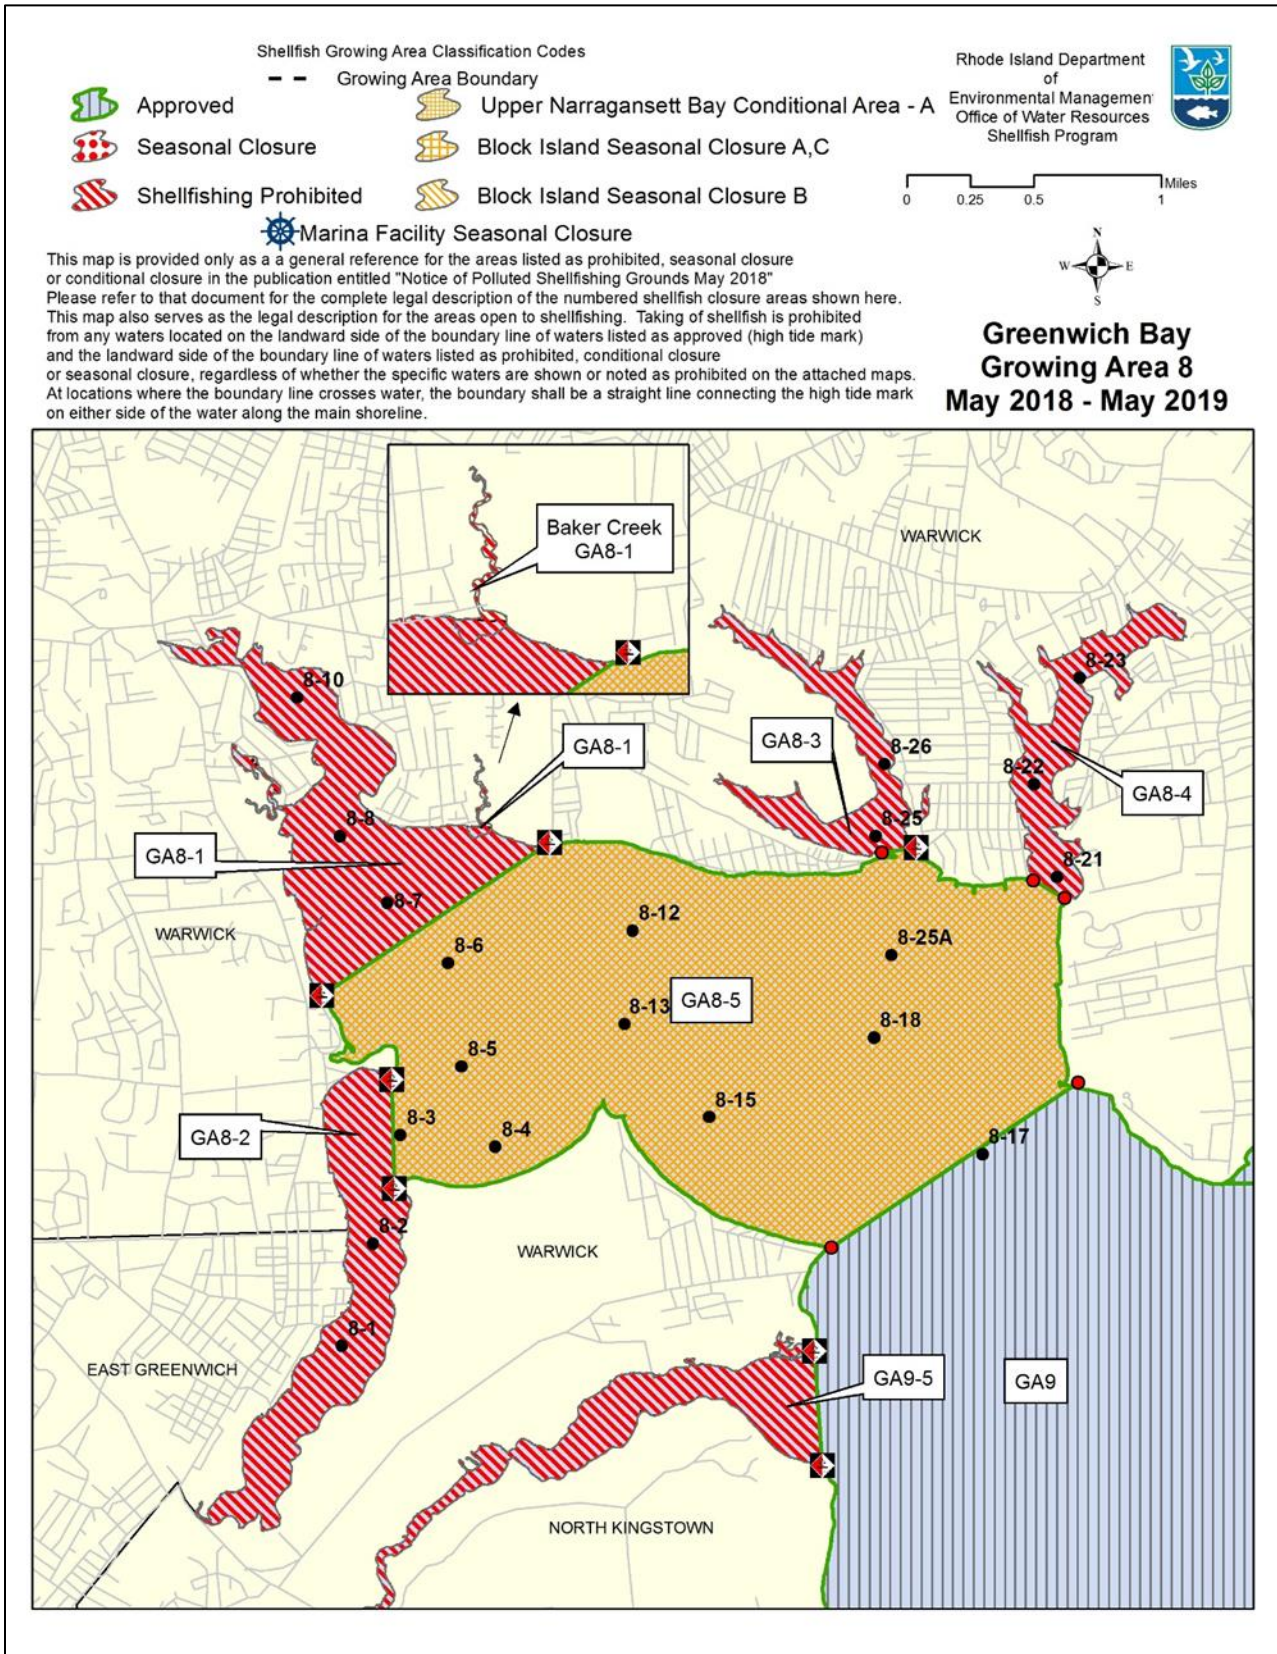 Shellfish Growing Area Classification Codes
Growing Area Boundary
Approved
Upper Narragansett Bay Conditional Area - A
Seasonal Closure
Block Island Seasonal Closure A,C
Shellfishing Prohibited
Block Island Seasonal Closure B
Marina Facility Seasonal Closure
Rhode Island Department
of
Environmental Managemen
Office of Water Resources
Shellfish Program
Miles
0 0.25 0.5 1
N
W E
S
This map is provided only as a a general reference for the areas listed as prohibited, seasonal closure
or conditional closure in the publication entitled "Notice of Polluted Shellfishing Grounds May 2018"
Please refer to that document for the complete legal description of the numbered shellfish closure areas shown here.
This map also serves as the legal description for the areas open to shellfishing. Taking of shellfish is prohibited
from any waters located on the landward side of the boundary line of waters listed as approved (high tide mark)
and the landward side of the boundary line of waters listed as prohibited, conditional closure
or seasonal closure, regardless of whether the specific waters are shown or noted as prohibited on the attached maps.
At locations where the boundary line crosses water, the boundary shall be a straight line connecting the high tide mark
on either side of the water along the main shoreline.
Greenwich Bay
Growing Area 8
May 2018 - May 2019
Baker Creek
GA8-1
WARWICK
8-10
8-23
GA8-1
GA8-3
8-26
8-22
GA8-4
8-8
8-25
GA8-1
8-21
8-7
8-12
WARWICK
8-6
8-25A
GA8-5
8-13
8-18
8-5
8-15
8-3
8-4
GA8-2
8-17
8-2
WARWICK
8-1
EAST GREENWICH
GA9-5
GA9
NORTH KINGSTOWN